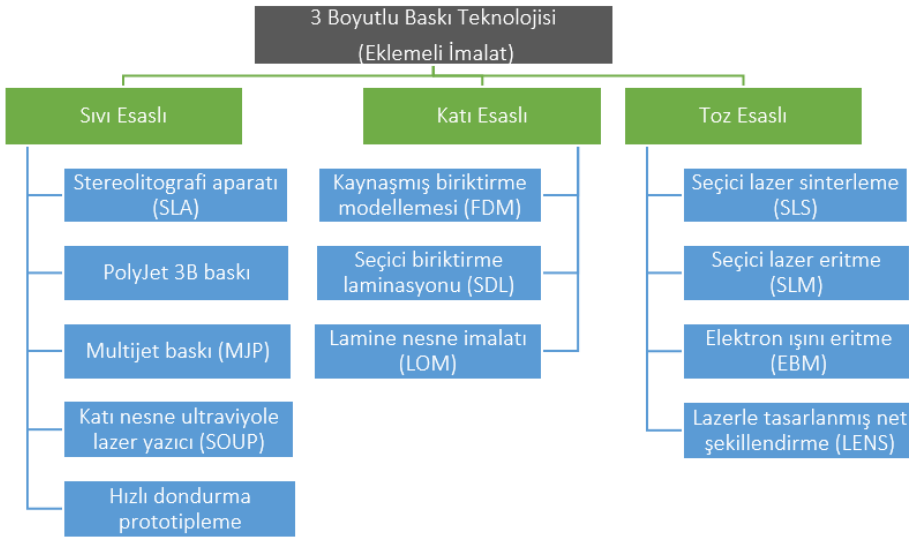 3 Boyutlu Baskı Teknolojisi
(Eklemeli İmalat)
Sıvı Esaslı
Stereolitografi aparatı
(SLA)
PolyJet 3B baskı
Multijet baskı (MJP)
Katı nesne ultraviyole
lazer yazıcı (SOUP)
Hızlı dondurma
prototipleme
Katı Esaslı
Kaynaşmış biriktirme
modellemesi (FDM)
Seçici biriktirme
laminasyonu (SDL)
Lamine nesne imalatı
(LOM)
Toz Esaslı
Seçici lazer sinterleme
(SLS)
Seçici lazer eritme
(SLM)
Elektron ışını eritme
(EBM)
Lazerle tasarlanmış net
şekillendirme (LENS)